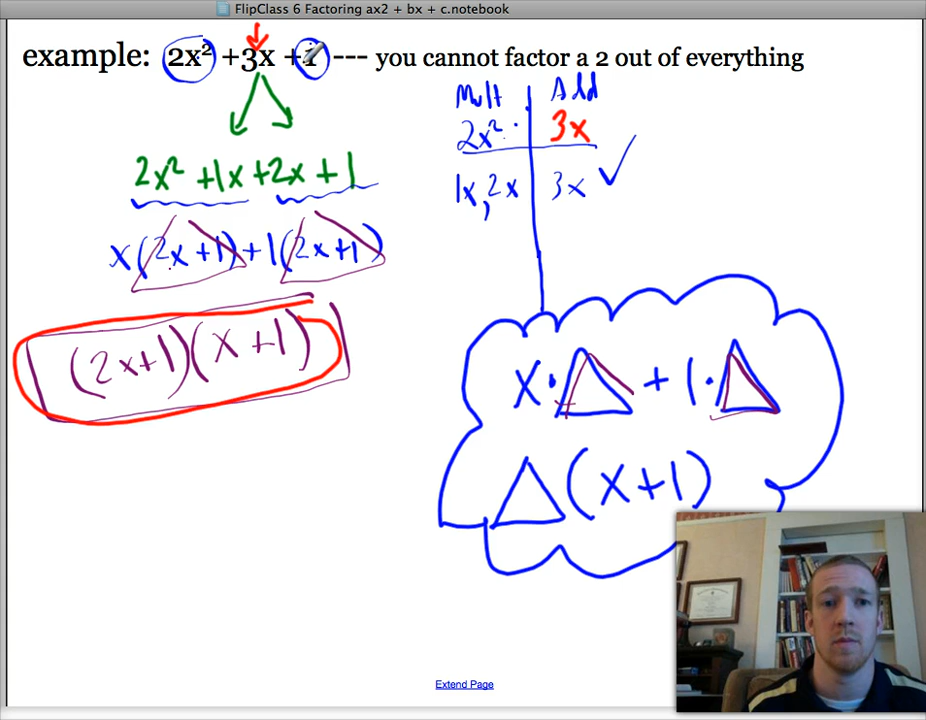 FlipClass 6 Factoring ax2 + bx + c.notebook
example: 2x² +3x +1 --- you cannot factor a 2 out of everything
Mult Add
2x² 3x
1x, 2x 3x ✓
2x² +1x +2x + 1
x(2x +1) + 1(2x+1)
(2x+1)(x +1)
x · △ + 1 · △
△ (x+1)
Extend Page